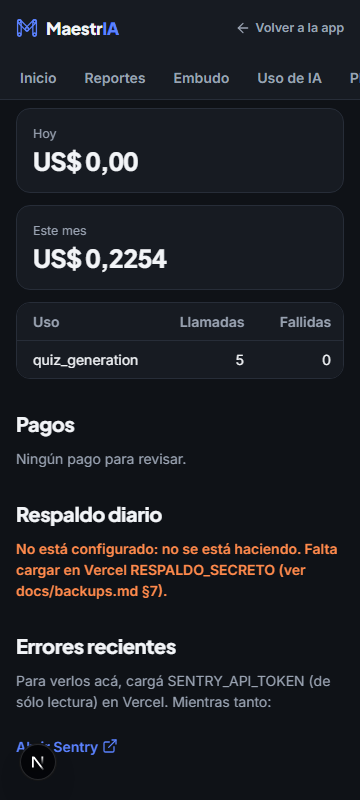 MaestrIA
Volver a la app
Inicio Reportes Embudo Uso de IA
Hoy
US$ 0,00
Este mes
US$ 0,2254
Uso Llamadas Fallidas
quiz_generation 5 0
Pagos
Ningún pago para revisar.
Respaldo diario
No está configurado: no se está haciendo. Falta
cargar en Vercel RESPALDO_SECRETO (ver
docs/backups.md §7).
Errores recientes
Para verlos acá, cargá SENTRY_API_TOKEN (de
sólo lectura) en Vercel. Mientras tanto:
Abrir Sentry
N